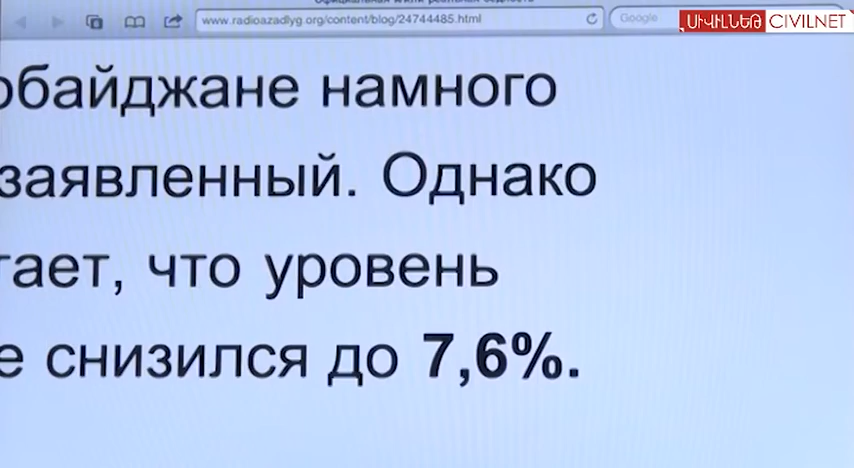 www.radioazadlyg.org/content/blog/24744485.html
Google
ՍԻՎԻԼՆԵԹ CIVILNET
обайджане намного
заявленный. Однако
гает, что уровень
е снизился до 7,6%.